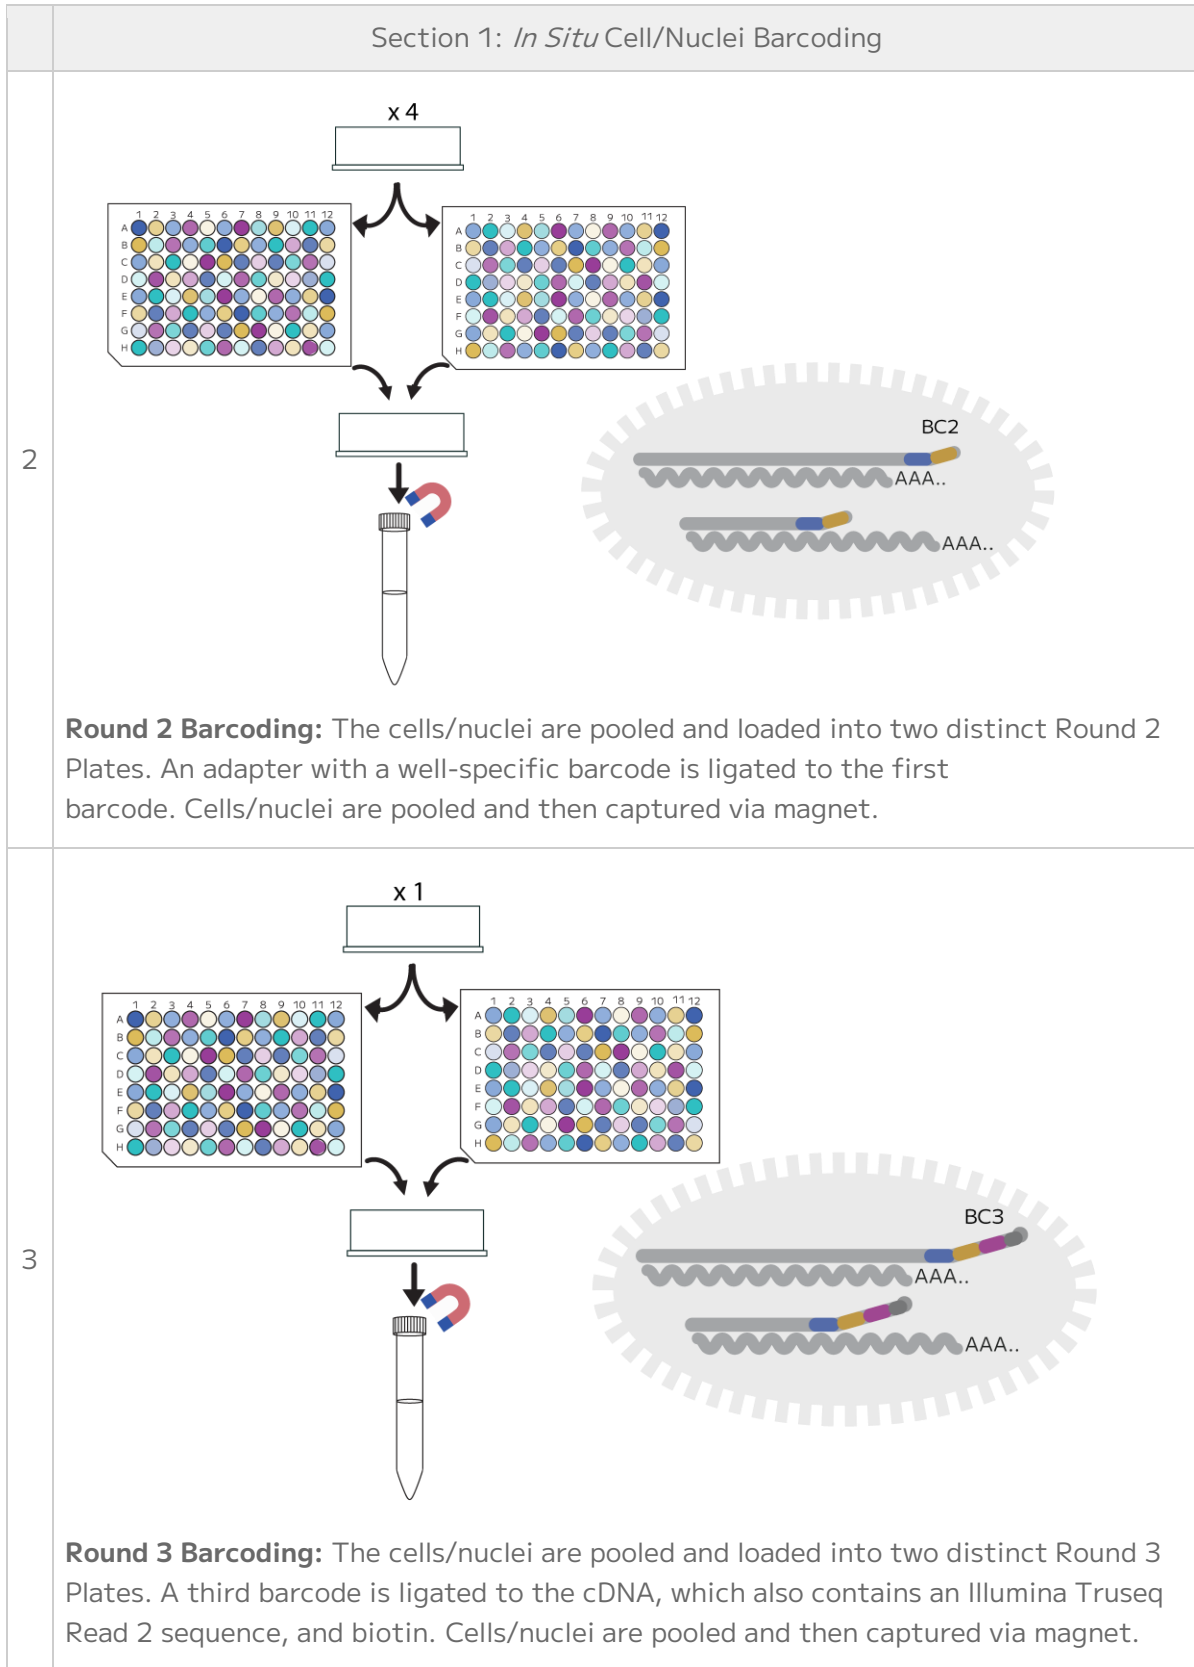 Section 1: In Situ Cell/Nuclei Barcoding
2
x 4
1 2 3 4 5 6 7 8 9 10 11 12
A
B
C
D
E
F
G
H
1 2 3 4 5 6 7 8 9 10 11 12
A
B
C
D
E
F
G
H
BC2
AAA..
AAA..
Round 2 Barcoding: The cells/nuclei are pooled and loaded into two distinct Round 2
Plates. An adapter with a well-specific barcode is ligated to the first
barcode. Cells/nuclei are pooled and then captured via magnet.
3
x 1
1 2 3 4 5 6 7 8 9 10 11 12
A
B
C
D
E
F
G
H
1 2 3 4 5 6 7 8 9 10 11 12
A
B
C
D
E
F
G
H
BC3
AAA..
AAA..
Round 3 Barcoding: The cells/nuclei are pooled and loaded into two distinct Round 3
Plates. A third barcode is ligated to the cDNA, which also contains an Illumina Truseq
Read 2 sequence, and biotin. Cells/nuclei are pooled and then captured via magnet.